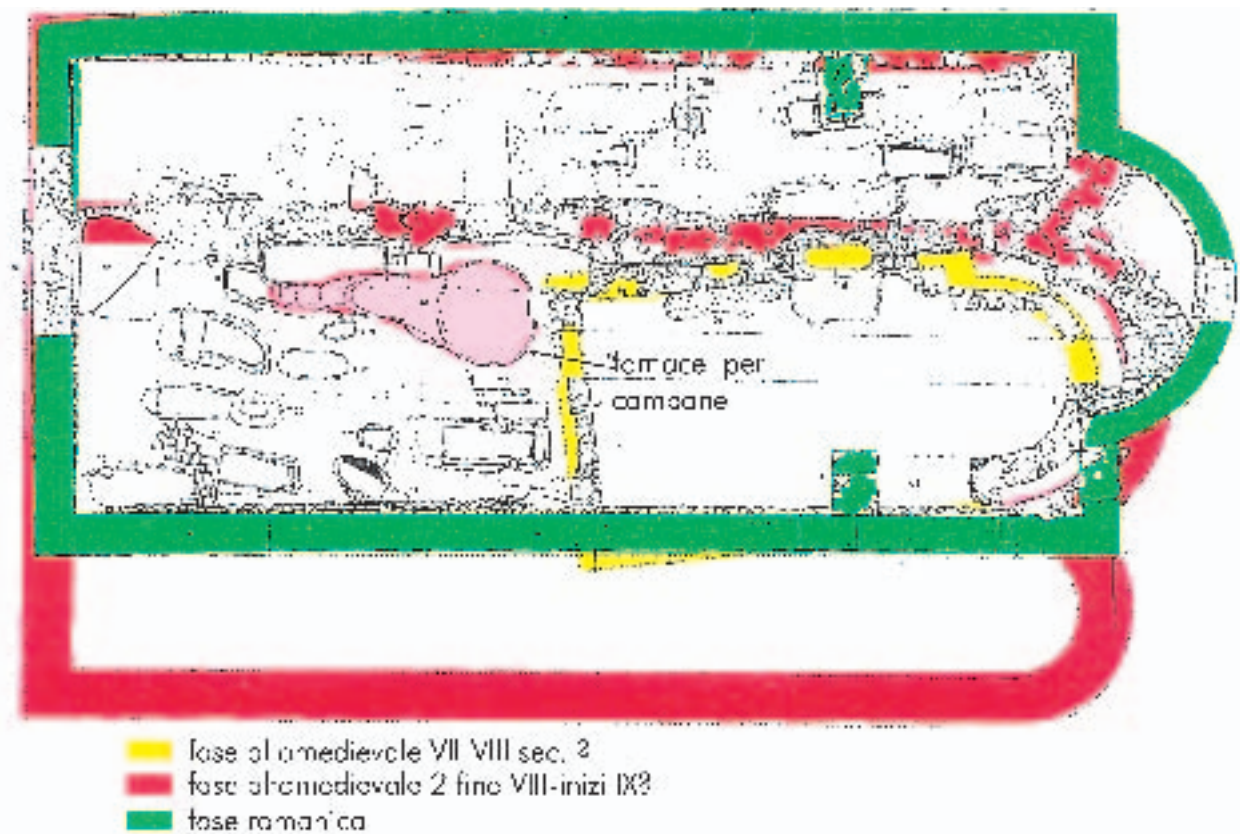 fornace per
campane
fase altomedievale VII VIII sec. ?
fase altomedievale 2 fine VIII-inizi IX?
fase romanica